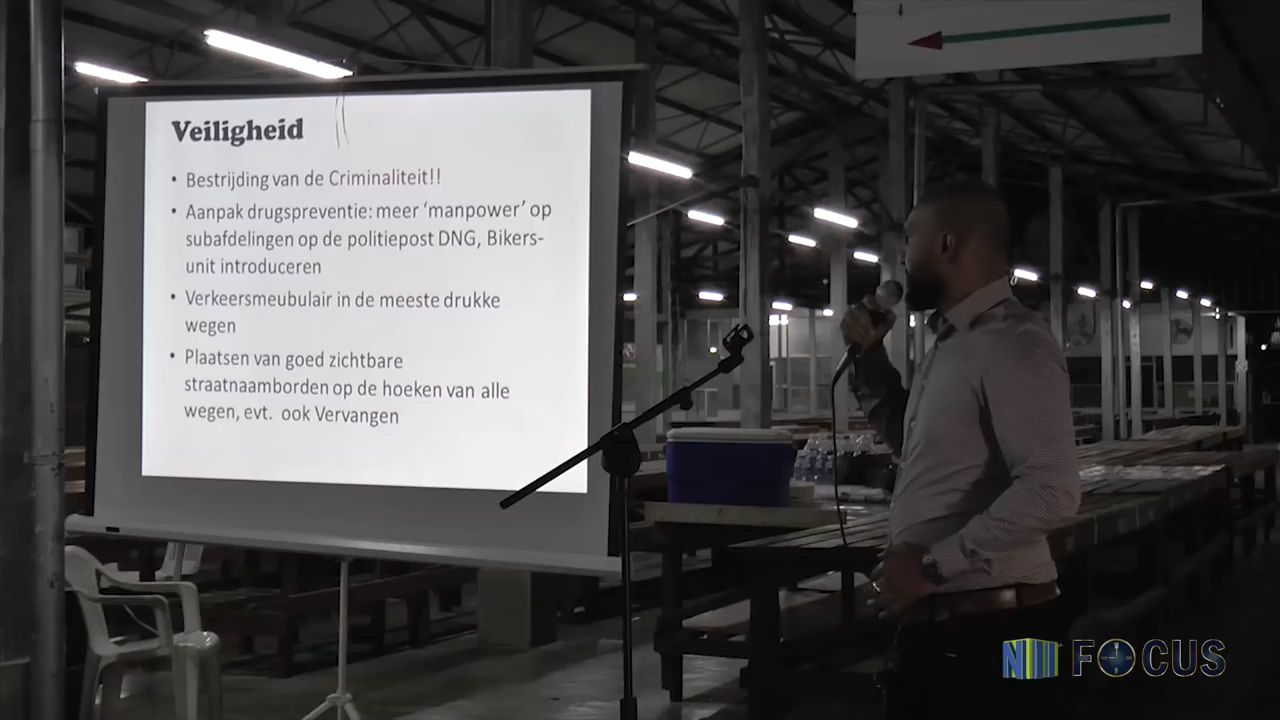 Veiligheid
• Bestrijding van de Criminaliteit!!
• Aanpak drugspreventie: meer ‘manpower’ op
subafdelingen op de politiepost DNG, Bikers-
unit introduceren
• Verkeersmeubulair in de meeste drukke
wegen
• Plaatsen van goed zichtbare
straatnaamborden op de hoeken van alle
wegen, evt. ook Vervangen
FOCUS